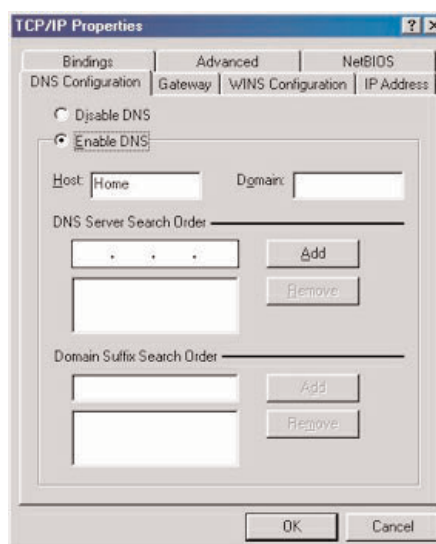 TCP/IP Properties
Bindings Advanced NetBIOS
DNS Configuration Gateway WINS Configuration IP Address
Disable DNS
Enable DNS
Host: Home Domain:
DNS Server Search Order
. . . Add
Remove
Domain Suffix Search Order
Add
Remove
OK Cancel